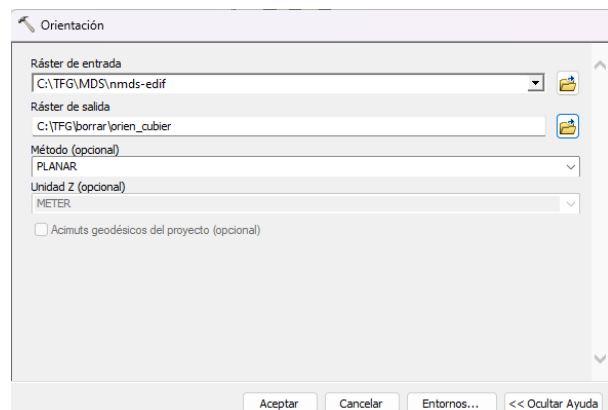 Orientación
Ráster de entrada
C:\TFG\MDS\nmds-edif
Ráster de salida
C:\TFG\borrar\orien_cubier
Método (opcional)
PLANAR
Unidad Z (opcional)
METER
Acimuts geodésicos del proyecto (opcional)
Aceptar Cancelar Entornos... << Ocultar Ayuda